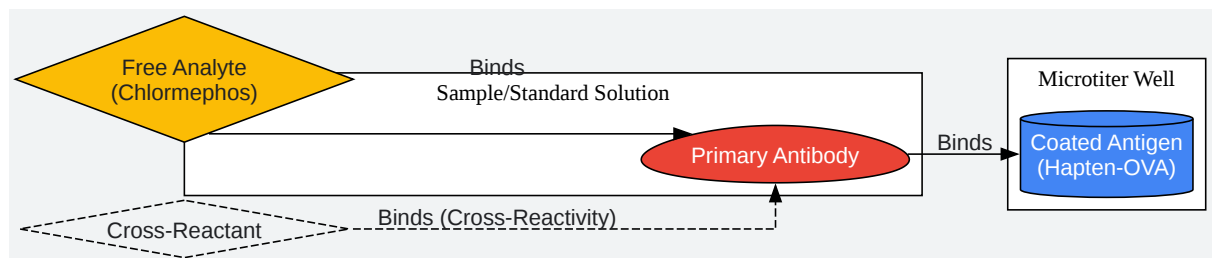 Free Analyte
(Chlormephos)
Binds
Sample/Standard Solution
Primary Antibody
Binds
Microtiter Well
Coated Antigen
(Hapten-OVA)
Cross-Reactant
Binds (Cross-Reactivity)